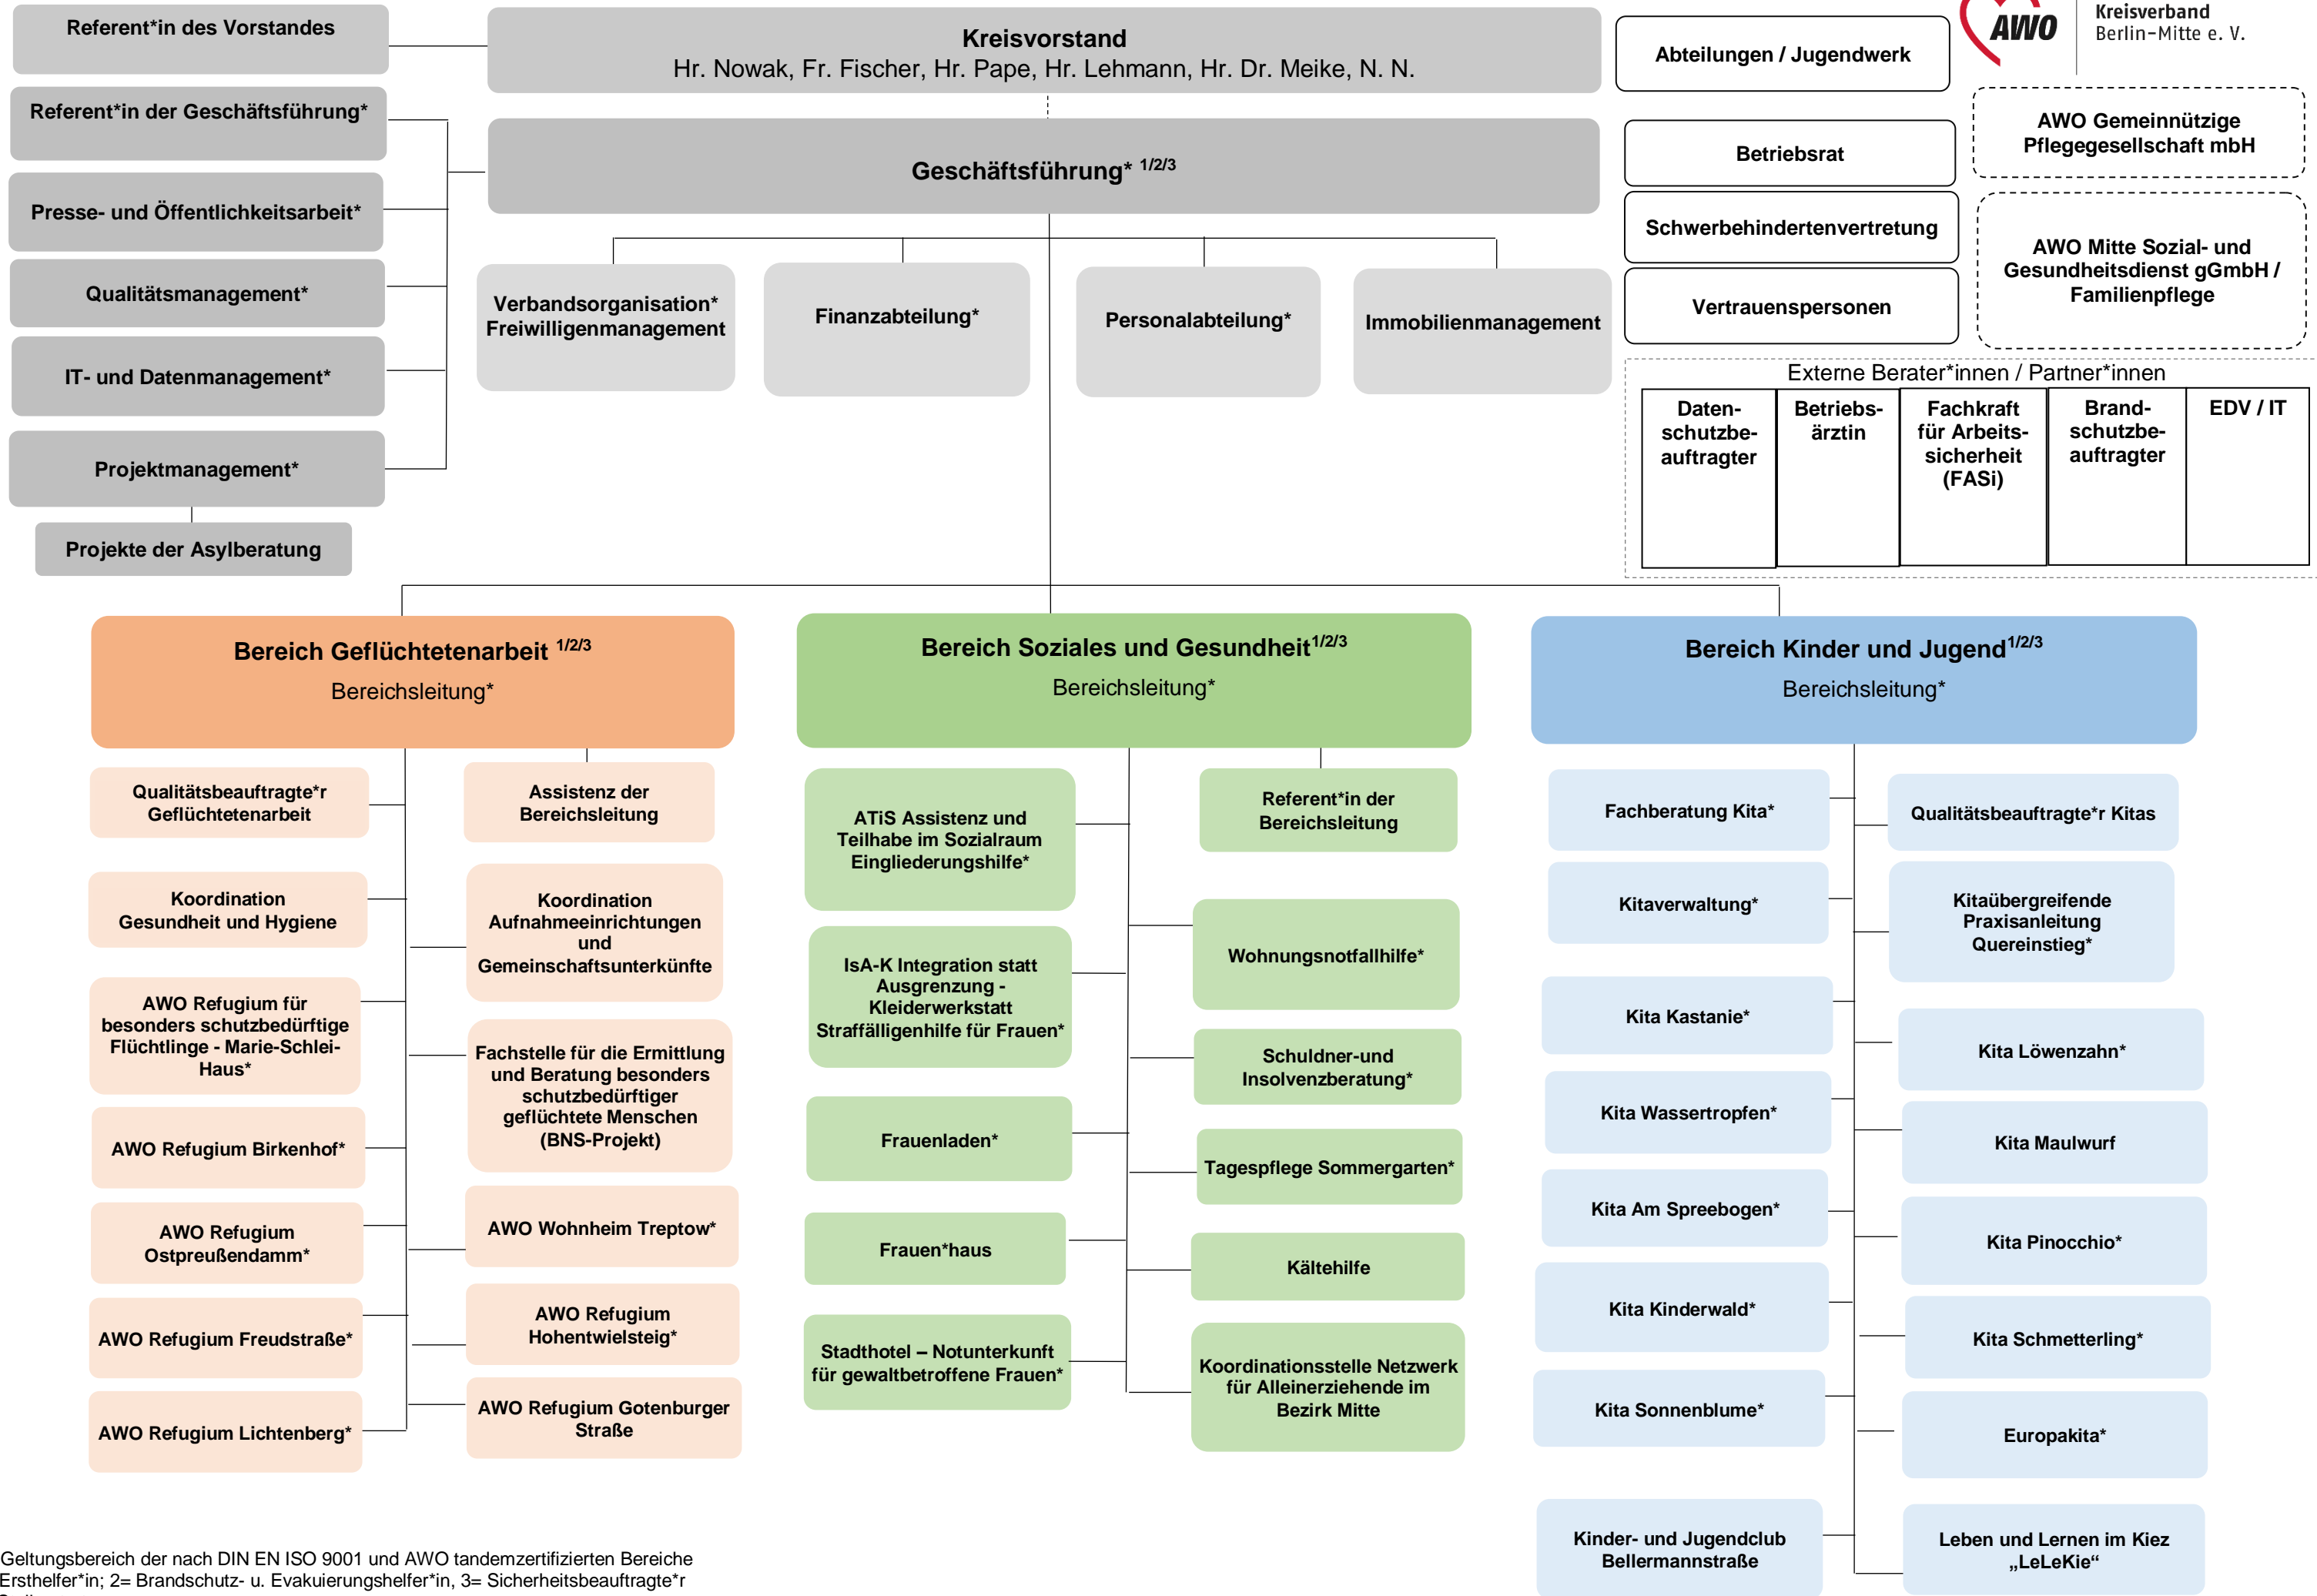 Referent*in des Vorstandes
Kreisvorstand
Hr. Nowak, Fr. Fischer, Hr. Pape, Hr. Lehmann, Hr. Dr. Meike, N. N.
Abteilungen / Jugendwerk
AWO
Kreisverband
Berlin-Mitte e. V.
Referent*in der Geschäftsführung*
Presse- und Öffentlichkeitsarbeit*
Qualitätsmanagement*
IT- und Datenmanagement*
Projektmanagement*
Projekte der Asylberatung
Geschäftsführung* 1/2/3
Verbandsorganisation*
Freiwilligenmanagement
Finanzabteilung*
Personalabteilung*
Immobilienmanagement
Betriebsrat
Schwerbehindertenvertretung
Vertrauenspersonen
AWO Gemeinnützige
Pflegegesellschaft mbH
AWO Mitte Sozial- und
Gesundheitsdienst gGmbH /
Familienpflege
Externe Berater*innen / Partner*innen
Daten-
schutzbe-
auftragter
Betriebs-
ärztin
Fachkraft
für Arbeits-
sicherheit
(FASi)
Brand-
schutzbe-
auftragter
EDV / IT
Bereich Geflüchtetenarbeit 1/2/3
Bereichsleitung*
Qualitätsbeauftragte*r
Geflüchtetenarbeit
Assistenz der
Bereichsleitung
Koordination
Gesundheit und Hygiene
Koordination
Aufnahmeeinrichtungen
und
Gemeinschaftsunterkünfte
AWO Refugium für
besonders schutzbedürftige
Flüchtlinge - Marie-Schlei-
Haus*
Fachstelle für die Ermittlung
und Beratung besonders
schutzbedürftiger
geflüchtete Menschen
(BNS-Projekt)
AWO Refugium Birkenhof*
AWO Wohnheim Treptow*
AWO Refugium
Ostpreußendamm*
AWO Refugium
Hohentwielsteig*
AWO Refugium Freudstraße*
AWO Refugium Gotenburger
Straße
AWO Refugium Lichtenberg*
Bereich Soziales und Gesundheit1/2/3
Bereichsleitung*
ATiS Assistenz und
Teilhabe im Sozialraum
Eingliederungshilfe*
Referent*in der
Bereichsleitung
IsA-K Integration statt
Ausgrenzung -
Kleiderwerkstatt
Straffälligenhilfe für Frauen*
Wohnungsnotfallhilfe*
Schuldner-und
Insolvenzberatung*
Frauenladen*
Tagespflege Sommergarten*
Frauen*haus
Kältehilfe
Stadthotel – Notunterkunft
für gewaltbetroffene Frauen*
Koordinationsstelle Netzwerk
für Alleinerziehende im
Bezirk Mitte
Bereich Kinder und Jugend1/2/3
Bereichsleitung*
Fachberatung Kita*
Qualitätsbeauftragte*r Kitas
Kitaverwaltung*
Kitaübergreifende
Praxisanleitung
Quereinstieg*
Kita Kastanie*
Kita Löwenzahn*
Kita Wassertropfen*
Kita Maulwurf
Kita Am Spreebogen*
Kita Pinocchio*
Kita Kinderwald*
Kita Schmetterling*
Kita Sonnenblume*
Europakita*
Kinder- und Jugendclub
Bellermannstraße
Leben und Lernen im Kiez
„LeLeKie“
Geltungsbereich der nach DIN EN ISO 9001 und AWO tandemzertifizierten Bereiche
Ersthelfer*in; 2= Brandschutz- u. Evakuierungshelfer*in, 3= Sicherheitsbeauftragte*r